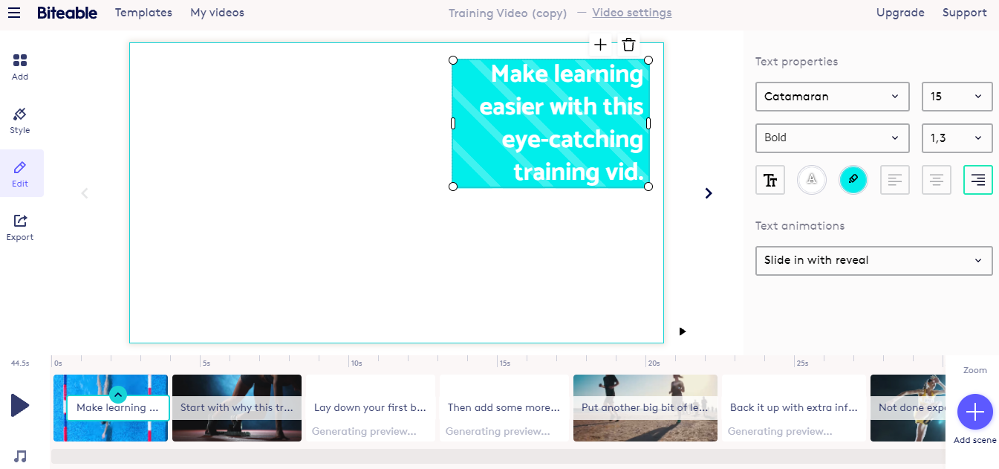 Biteable Templates My videos Training Video (copy) — Video settings Upgrade Support
Add
Style
Edit
Export
Make learning
easier with this
eye-catching
training vid.
Text properties
Catamaran 15
Bold 1,3
Tr A
Text animations
Slide in with reveal
44.5s 0s 5s 10s 15s 20s 25s
Zoom
Make learning ... Start with why this tr... Lay down your first b... Then add some more... Put another big bit of le... Back it up with extra inf... Not done expe
Generating preview... Generating preview... Generating preview...
Add scene